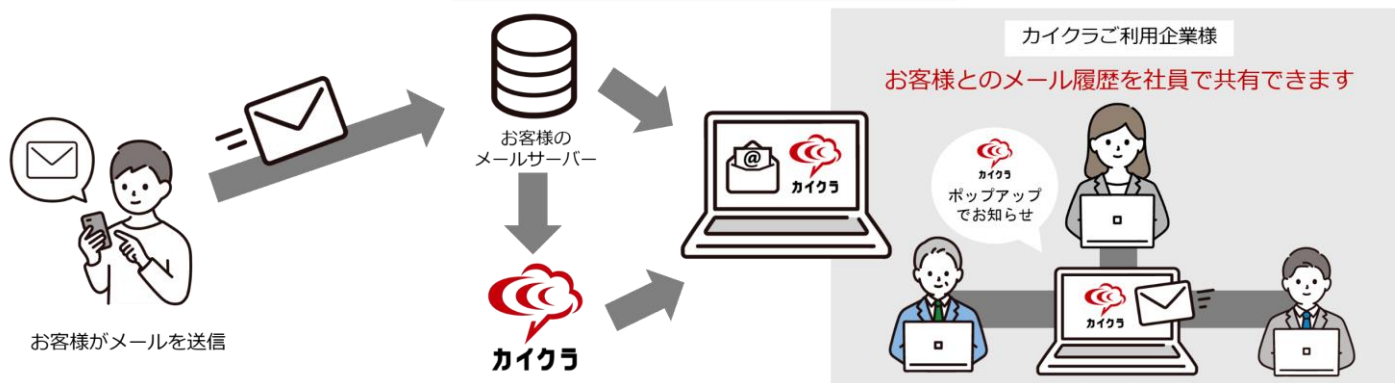 カイクラご利用企業様
お客様とのメール履歴を社員で共有できます
お客様の
メールサーバー
@
カイクラ
カイクラ
ポップアップ
でお知らせ
カイクラ
カイクラ
お客様がメールを送信